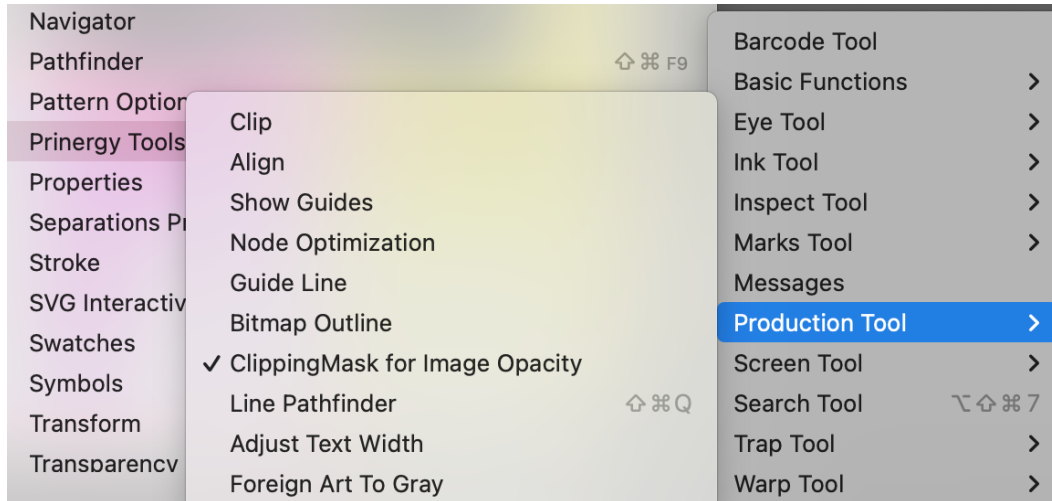 Navigator
Pathfinder ⇧⌘F9
Pattern Option
Prinergy Tools
Properties
Separations Pr
Stroke
SVG Interactiv
Swatches
Symbols
Transform
Transparency
Clip
Align
Show Guides
Node Optimization
Guide Line
Bitmap Outline
✓ ClippingMask for Image Opacity
Line Pathfinder ⇧⌘Q
Adjust Text Width
Foreign Art To Gray
Barcode Tool
Basic Functions >
Eye Tool >
Ink Tool >
Inspect Tool >
Marks Tool >
Messages
Production Tool >
Screen Tool >
Search Tool ⌥⇧⌘7
Trap Tool >
Warp Tool >